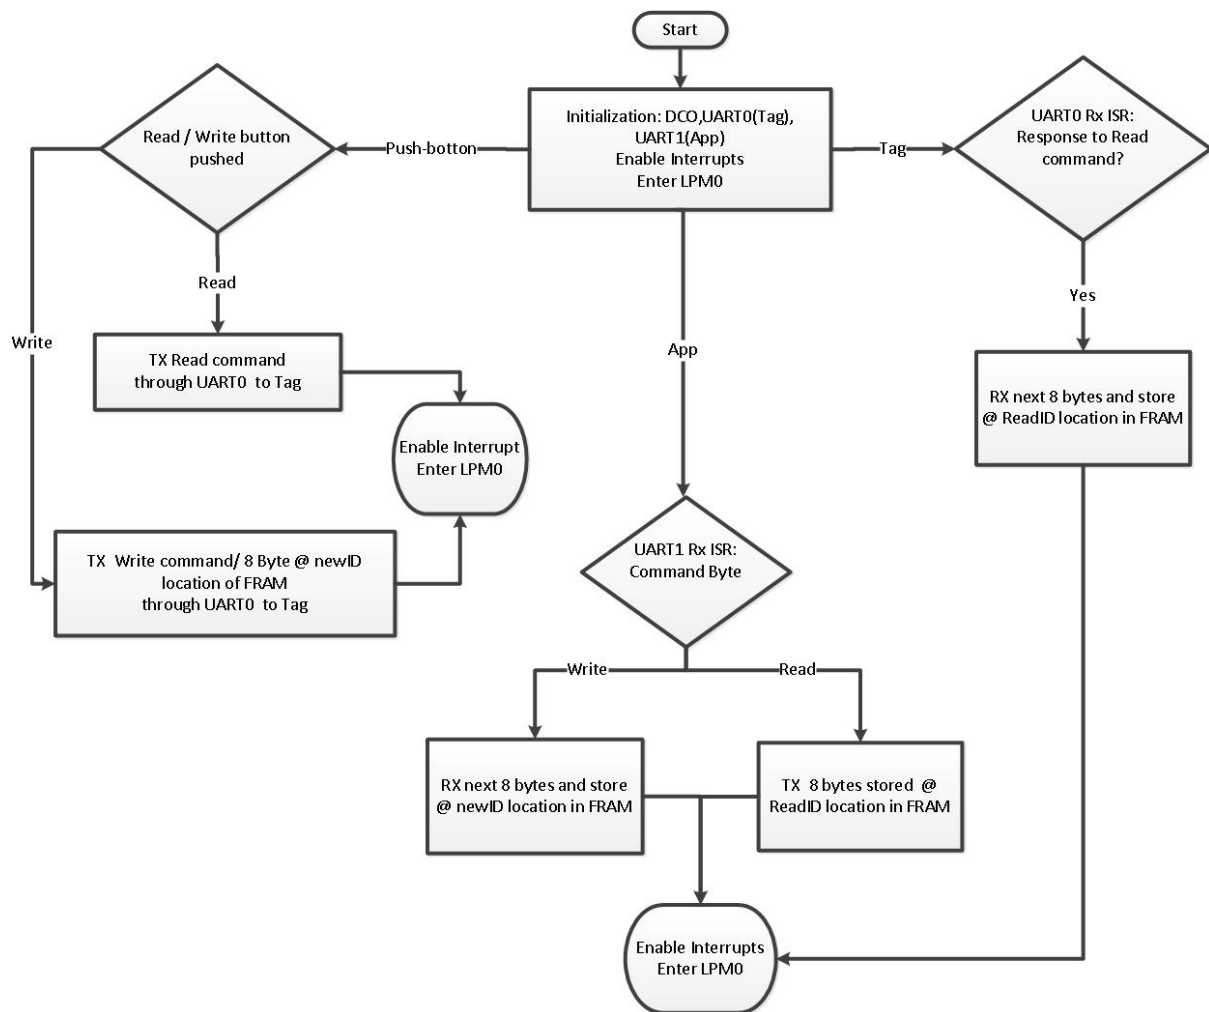 Start
Initialization: DCO,UART0(Tag),
UART1(App)
Enable Interrupts
Enter LPM0
Read / Write button
pushed
Push-botton
Tag
UART0 Rx ISR:
Response to Read
command?
Read
Write
App
Yes
TX Read command
through UART0 to Tag
Enable Interrupt
Enter LPM0
RX next 8 bytes and store
@ ReadID location in FRAM
TX Write command/ 8 Byte @ newID
location of FRAM
through UART0 to Tag
UART1 Rx ISR:
Command Byte
Write
Read
RX next 8 bytes and store
@ newID location in FRAM
TX 8 bytes stored @
ReadID location in FRAM
Enable Interrupts
Enter LPM0